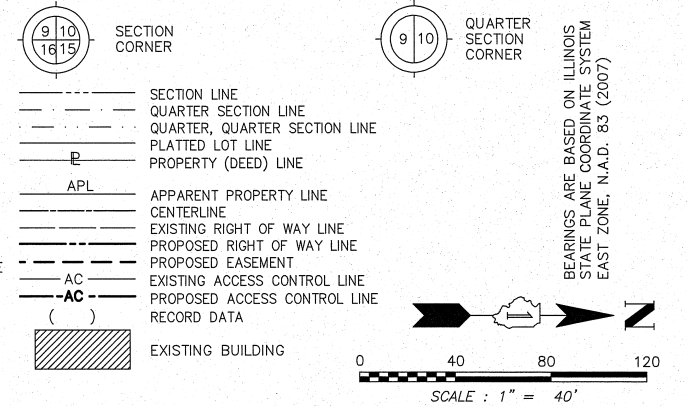 9 10
16 15
SECTION
CORNER
9 10
QUARTER
SECTION
CORNER
SECTION LINE
QUARTER SECTION LINE
QUARTER, QUARTER SECTION LINE
PLATTED LOT LINE
PL
PROPERTY (DEED) LINE
APL
APPARENT PROPERTY LINE
CENTERLINE
EXISTING RIGHT OF WAY LINE
PROPOSED RIGHT OF WAY LINE
E
PROPOSED EASEMENT
AC
EXISTING ACCESS CONTROL LINE
AC
PROPOSED ACCESS CONTROL LINE
( )
RECORD DATA
EXISTING BUILDING
BEARINGS ARE BASED ON ILLINOIS
STATE PLANE COORDINATE SYSTEM
EAST ZONE, N.A.D. 83 (2007)
N
0 40 80 120
SCALE : 1" = 40'